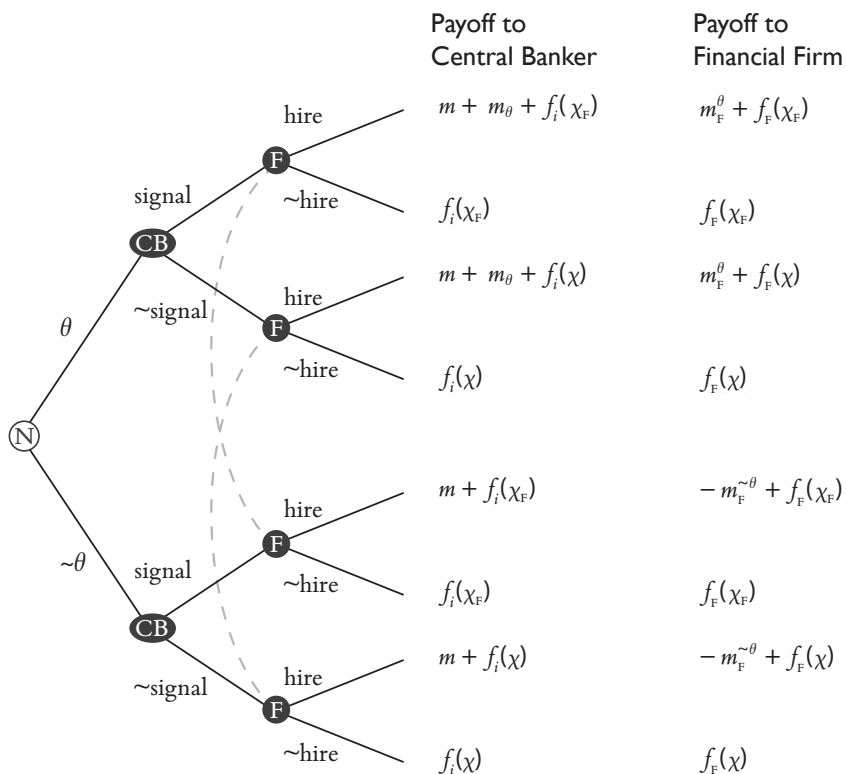 Payoff to Central Banker
Payoff to Financial Firm
hire
m + m_θ + f_i(χ_F)
m_F^θ + f_F(χ_F)
F
signal
~hire
f_i(χ_F)
f_F(χ_F)
CB
hire
m + m_θ + f_i(χ)
m_F^θ + f_F(χ)
~signal
F
θ
~hire
f_i(χ)
f_F(χ)
N
hire
m + f_i(χ_F)
− m_F^~θ + f_F(χ_F)
F
~θ
signal
~hire
f_i(χ_F)
f_F(χ_F)
CB
hire
m + f_i(χ)
− m_F^~θ + f_F(χ)
~signal
F
~hire
f_i(χ)
f_F(χ)